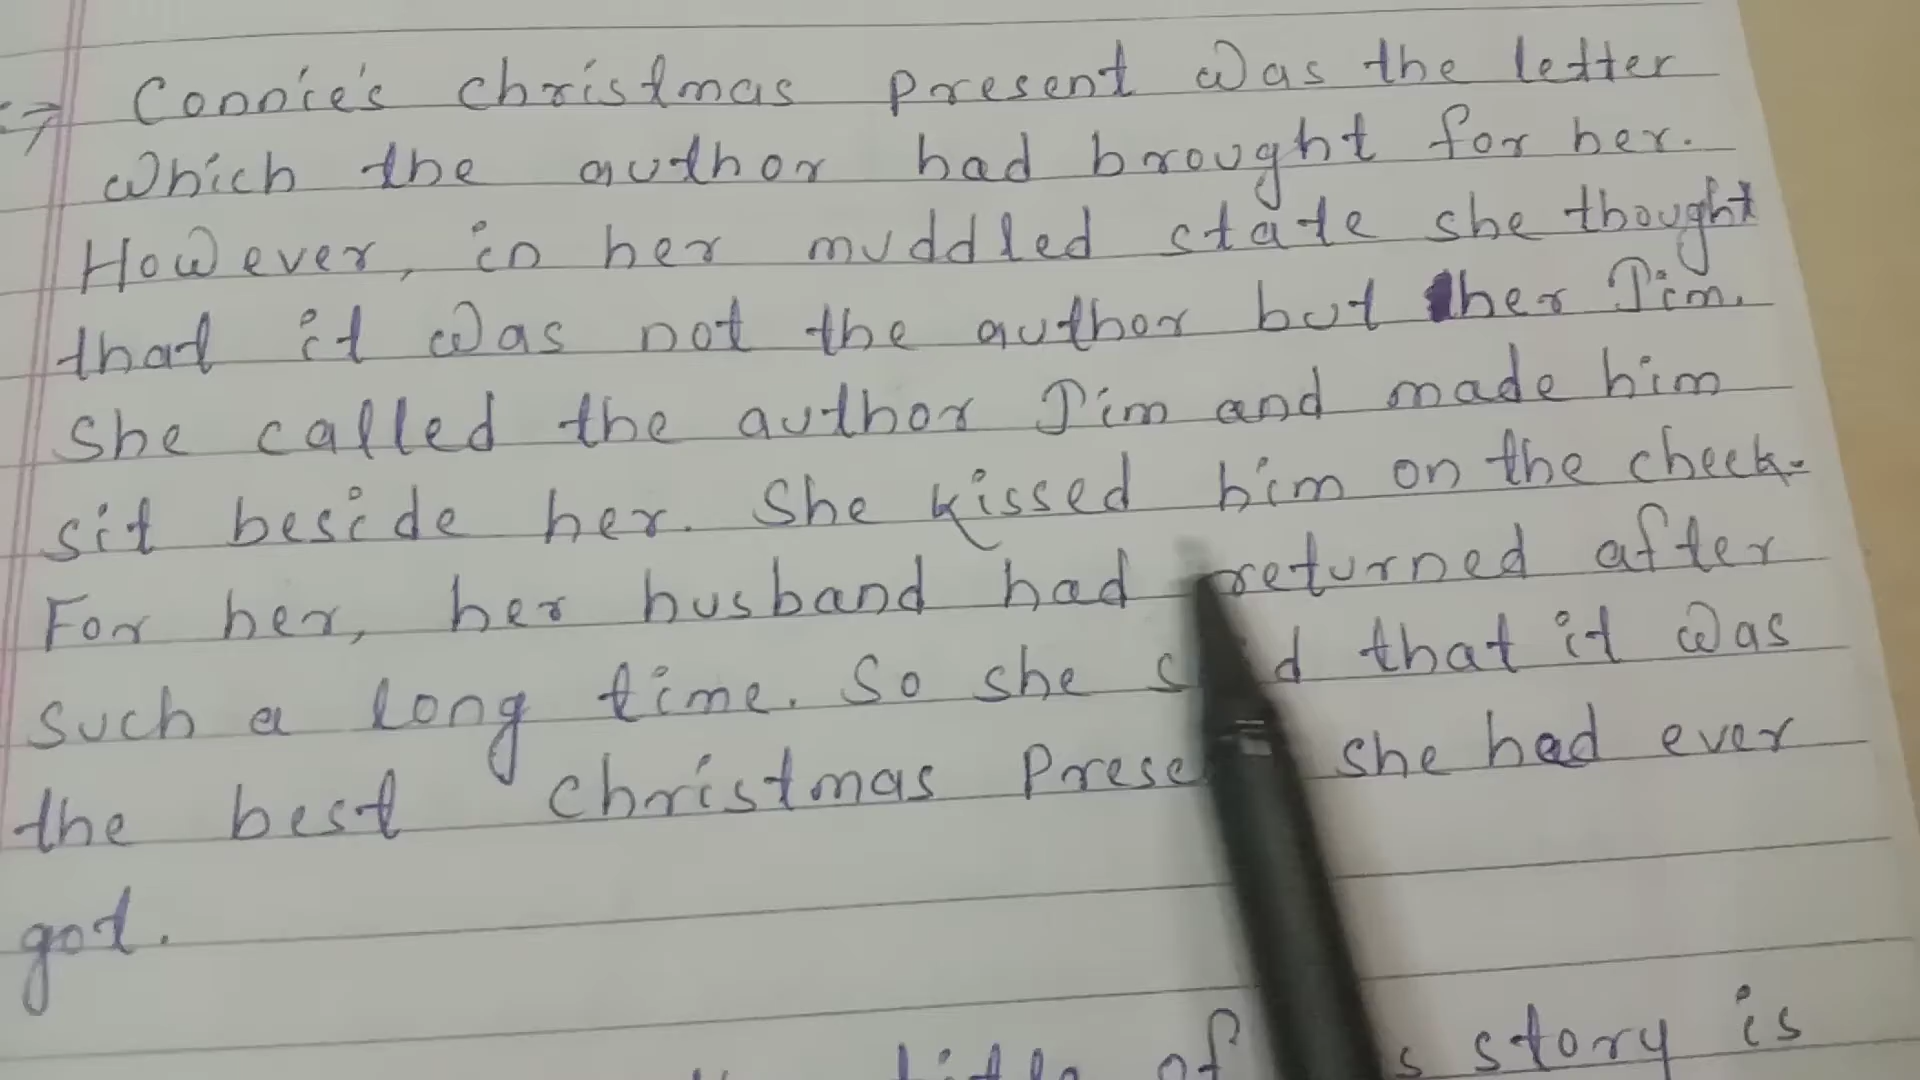 :→ Connie's christmas present was the letter
which the author had brought for her.
However, in her muddled state she thought
that it was not the author but her Jim.
She called the author Jim and made him
sit beside her. She kissed him on the cheek.
For her, her husband had returned after
such a long time. So she that it was
the best christmas she had ever
got.
of story is